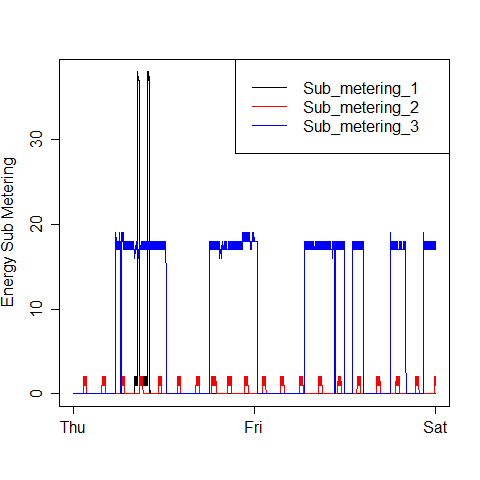 Sub_metering_1
Sub_metering_2
Sub_metering_3
Energy Sub Metering
30
20
10
0
Thu
Fri
Sat